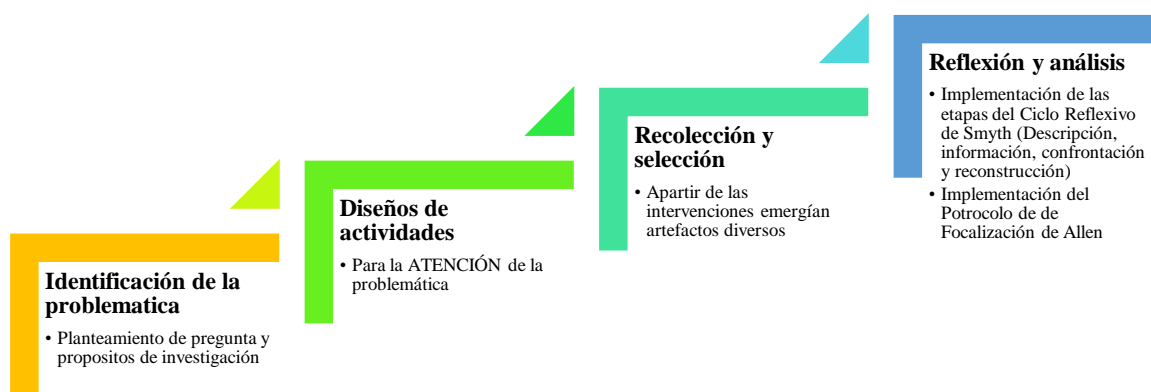 Identificación de la
problematica
• Planteamiento de pregunta y
propositos de investigación
Diseños de
actividades
• Para la ATENCIÓN de la
problemática
Recolección y
selección
• Apartir de las
intervenciones emergían
artefactos diversos
Reflexión y análisis
• Implementación de las
etapas del Ciclo Reflexivo
de Smyth (Descripción,
información, confrontación
y reconstrucción)
• Implementación del
Potrocolo de de
Focalización de Allen